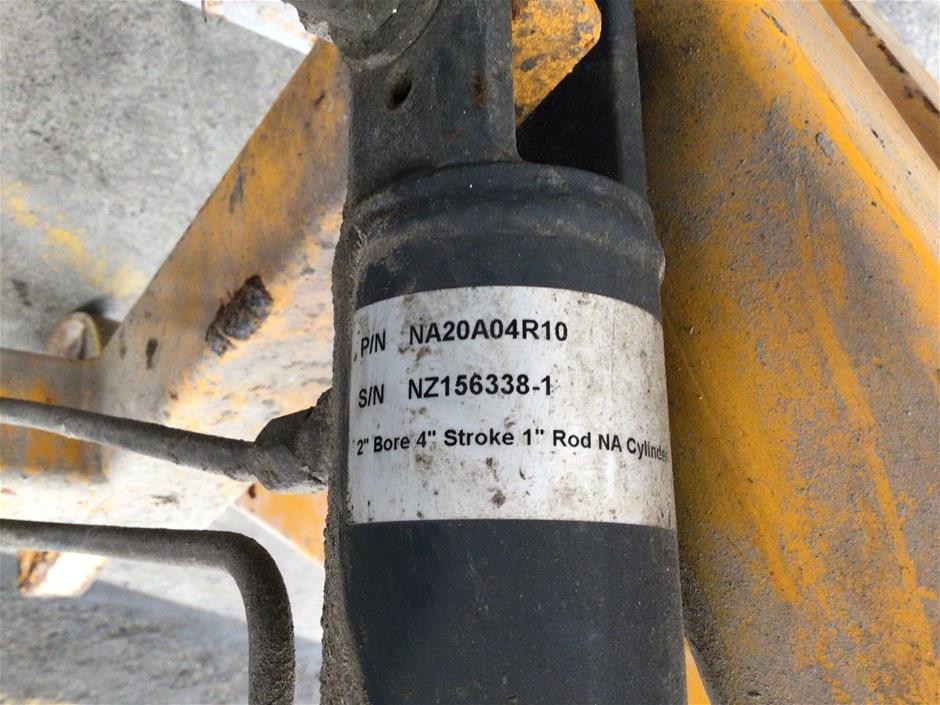 P/N NA20A04R10
S/N NZ156338-1
2" Bore 4" Stroke 1" Rod NA Cylinder